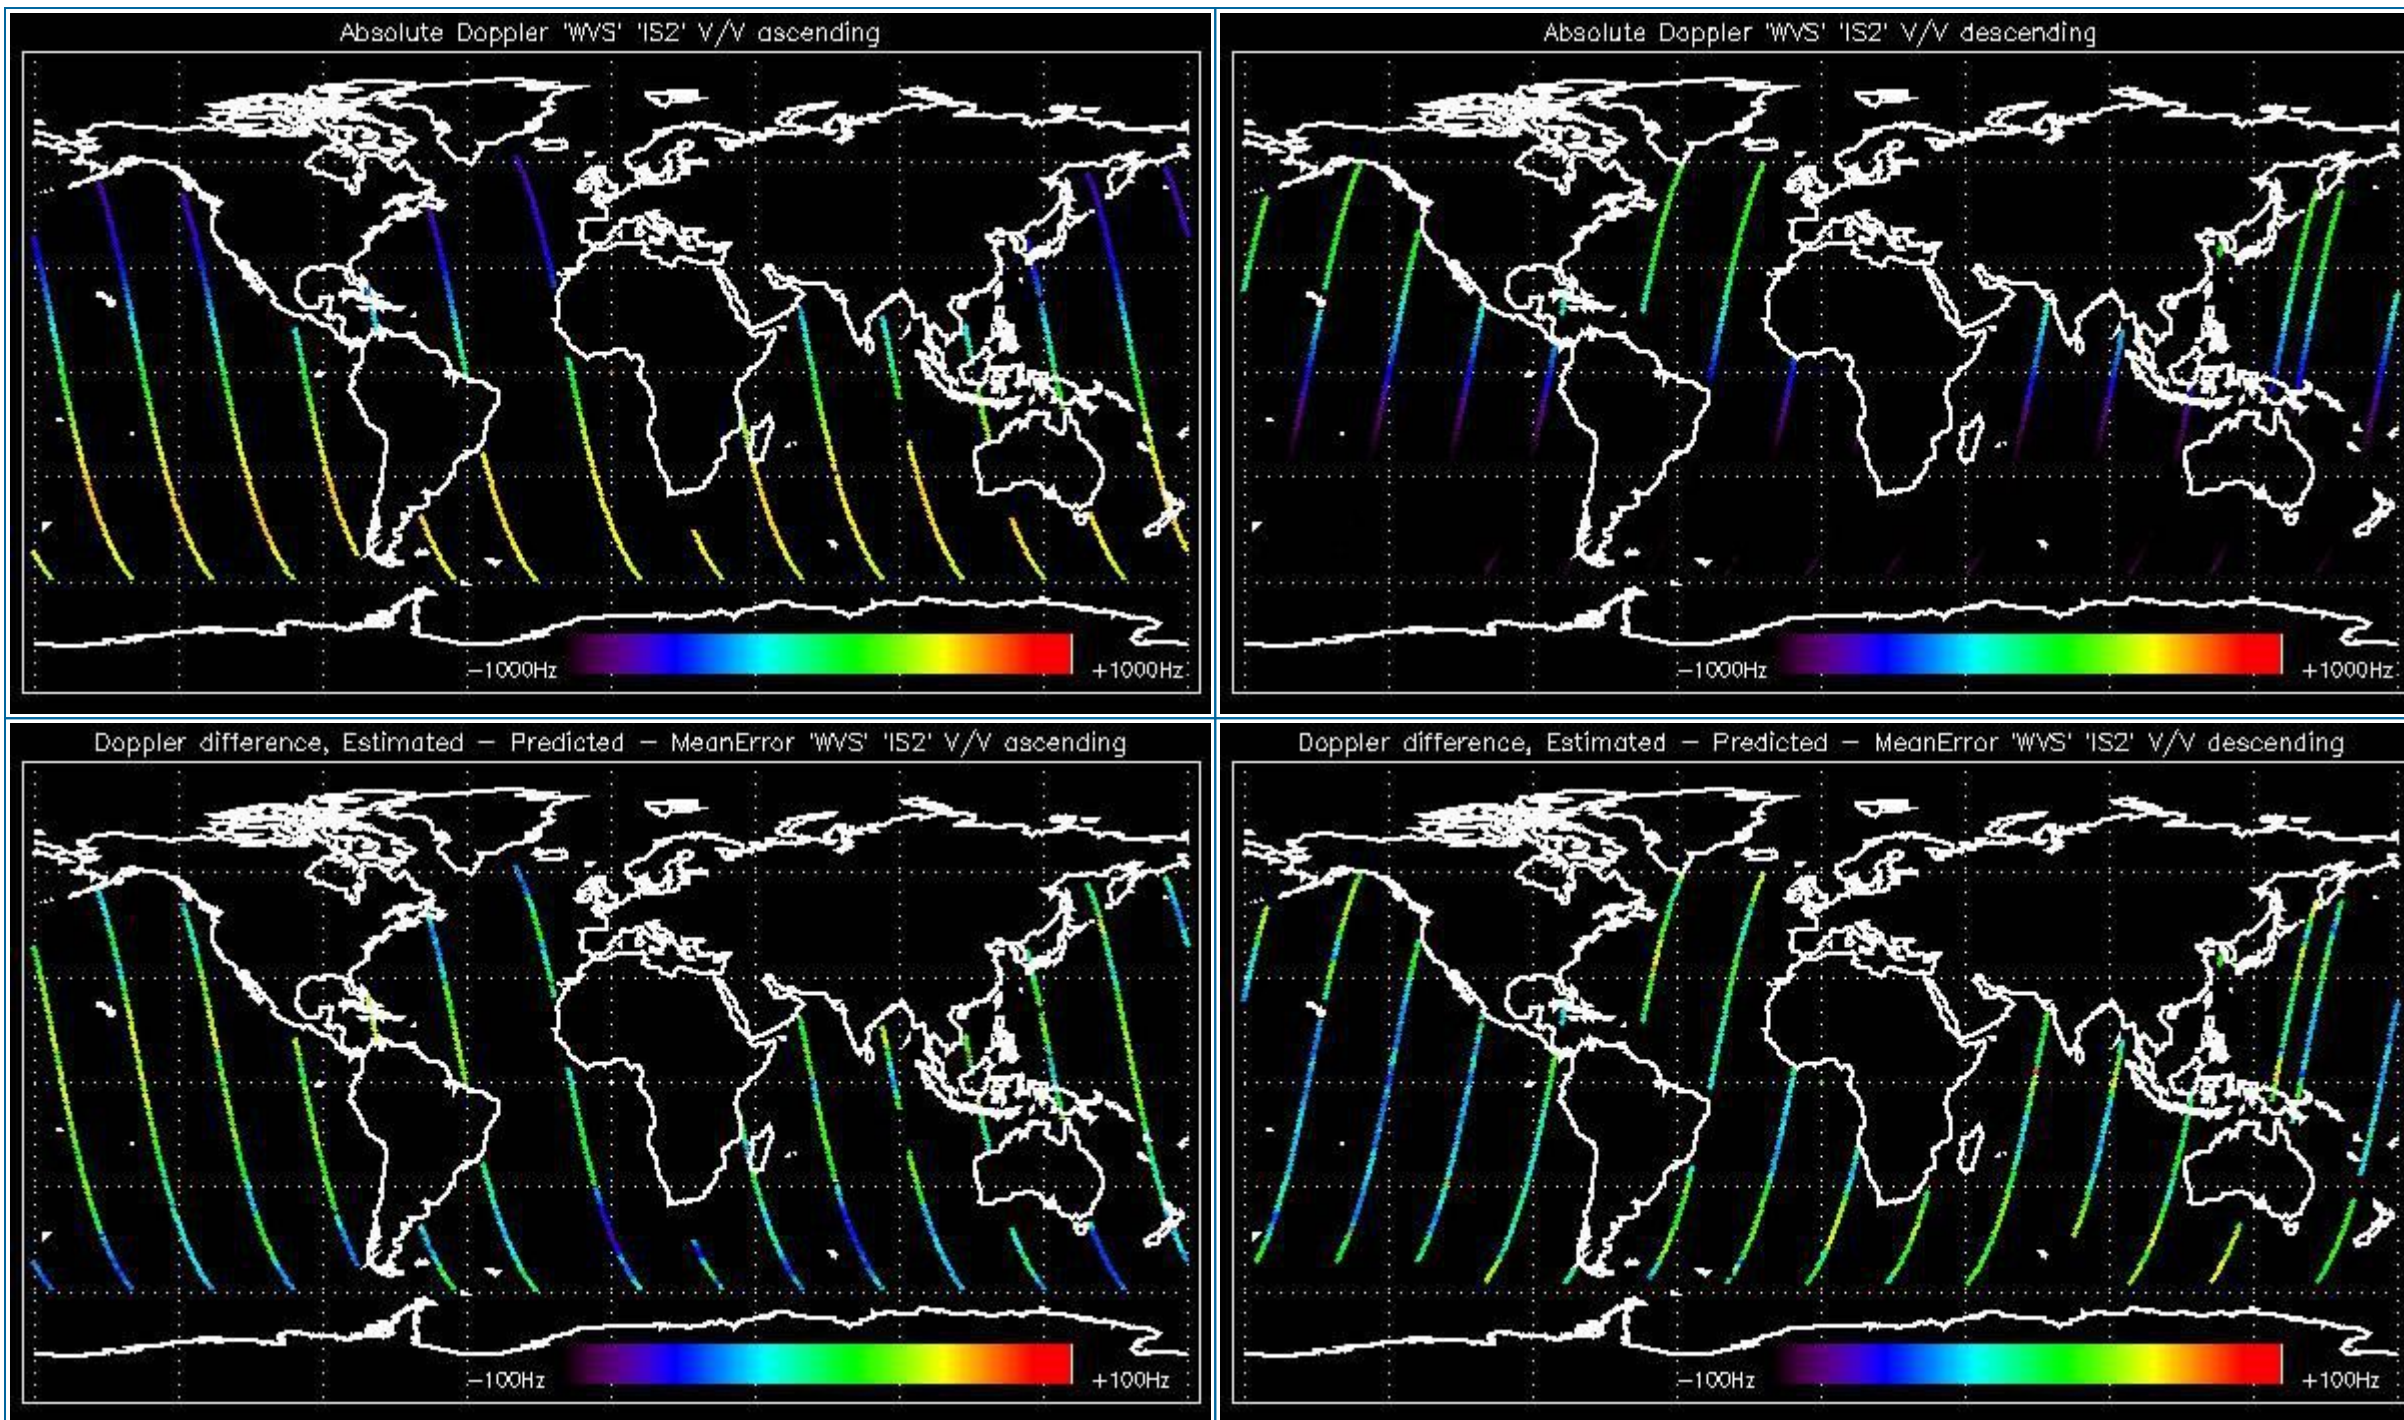 Absolute Doppler 'WVS' 'IS2' V/V ascending
-1000Hz
+1000Hz
Absolute Doppler 'WVS' 'IS2' V/V descending
-1000Hz
+1000Hz
Doppler difference, Estimated - Predicted - MeanError 'WVS' 'IS2' V/V ascending
-100Hz
+100Hz
Doppler difference, Estimated - Predicted - MeanError 'WVS' 'IS2' V/V descending
-100Hz
+100Hz